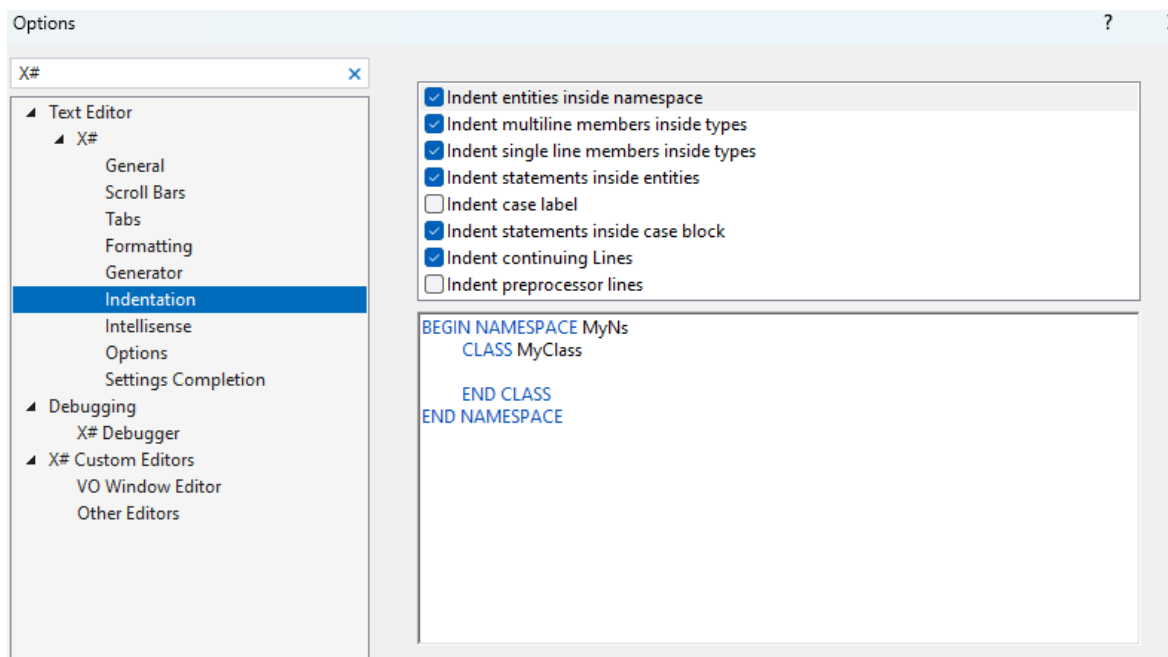 Options
?
X#
Text Editor
X#
General
Scroll Bars
Tabs
Formatting
Generator
Indentation
Intellisense
Options
Settings Completion
Debugging
X# Debugger
X# Custom Editors
VO Window Editor
Other Editors
Indent entities inside namespace
Indent multiline members inside types
Indent single line members inside types
Indent statements inside entities
Indent case label
Indent statements inside case block
Indent continuing Lines
Indent preprocessor lines
BEGIN NAMESPACE MyNs
CLASS MyClass
END CLASS
END NAMESPACE